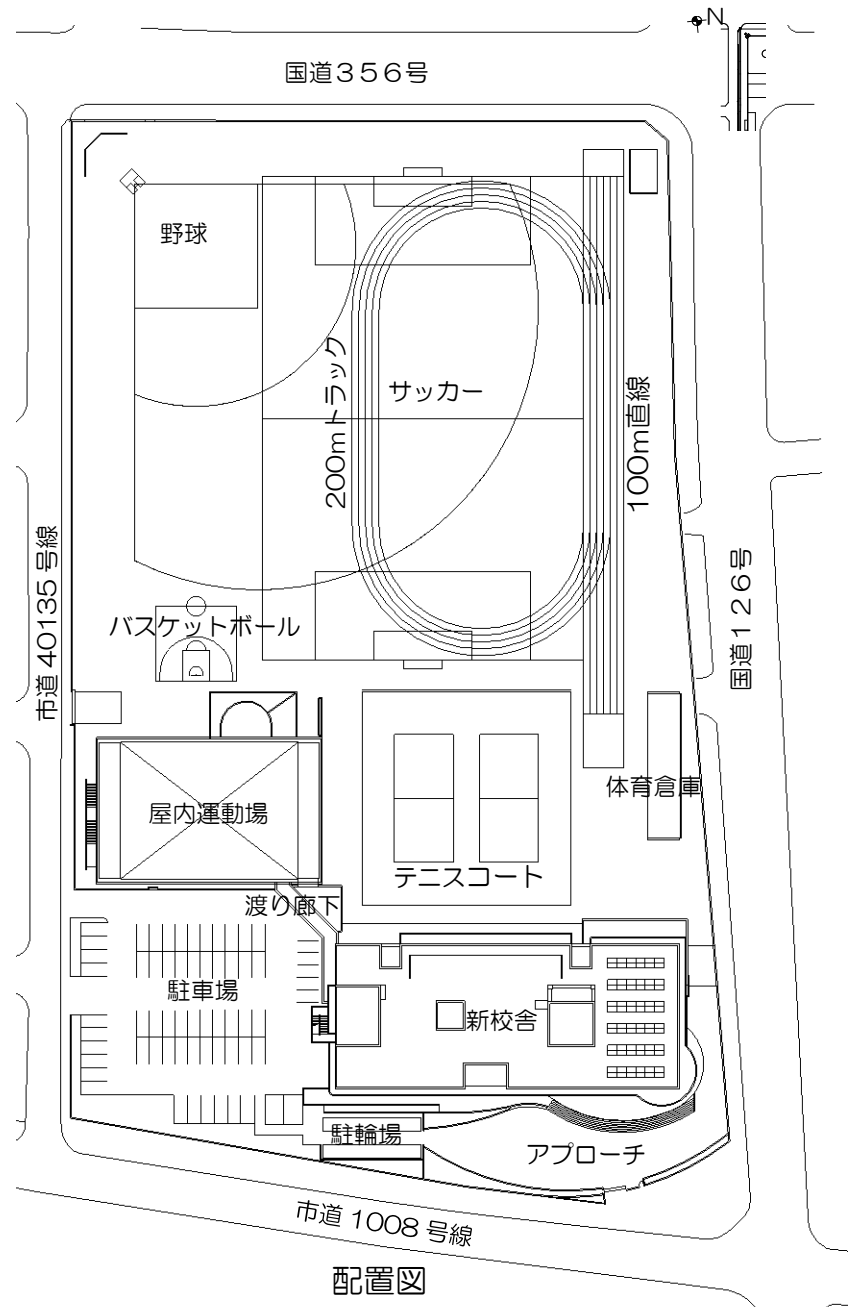 N
国道３５６号
野球
サッカー
200mトラック
100m直線
市道 40135 号線
国道１２６号
バスケットボール
体育倉庫
屋内運動場
テニスコート
渡り廊下
駐車場
新校舎
駐輪場
アプローチ
市道 1008 号線
配置図